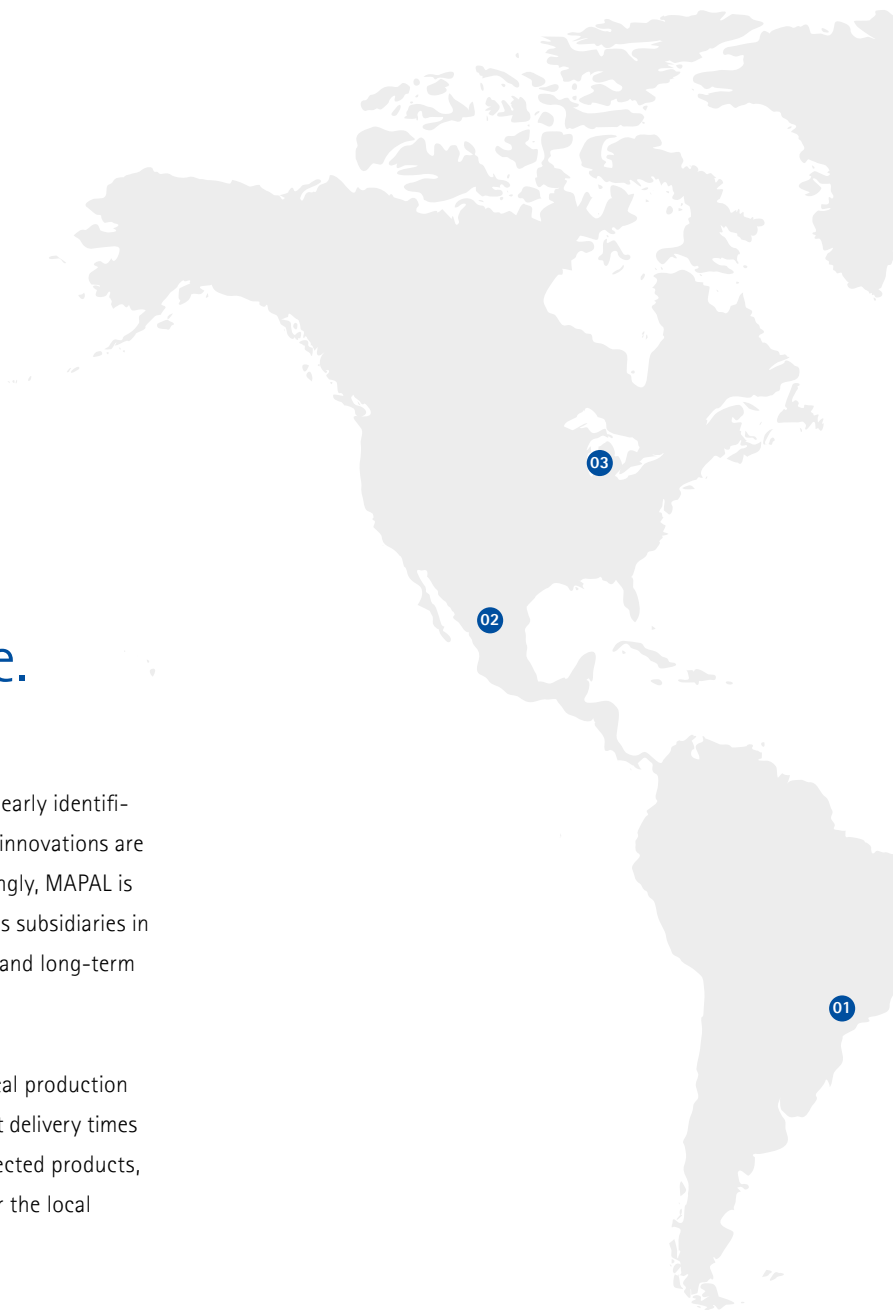 03
02
e.
early identifi-
innovations are
ngly, MAPAL is
s subsidiaries in
and long-term
01
cal production
t delivery times
ected products,
r the local